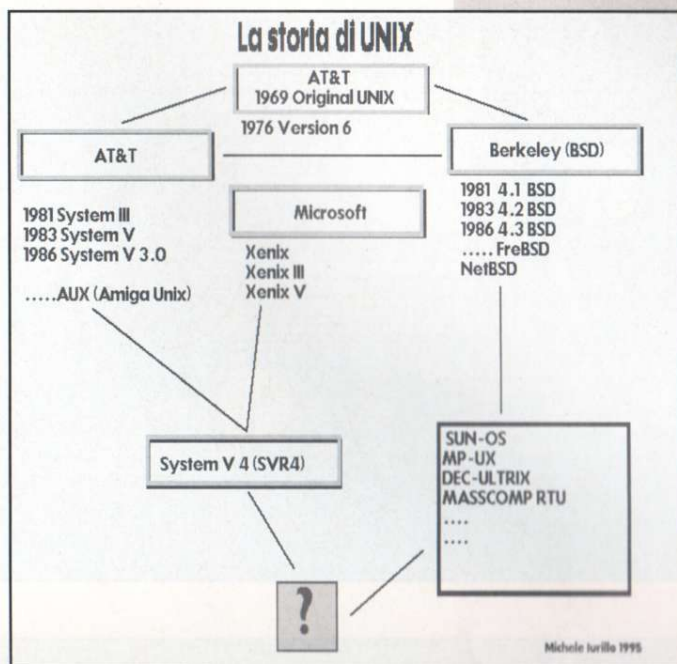 La storia di UNIX
AT&T
1969 Original UNIX
1976 Version 6
AT&T
Berkeley (BSD)
1981 System III
1983 System V
1986 System V 3.0
.....AUX (Amiga Unix)
Microsoft
Xenix
Xenix III
Xenix V
1981 4.1 BSD
1983 4.2 BSD
1986 4.3 BSD
..... FreBSD
NetBSD
System V 4 (SVR4)
SUN-OS
MP-UX
DEC-ULTRIX
MASSCOMP RTU
....
....
?
Michele Iurillo 1995